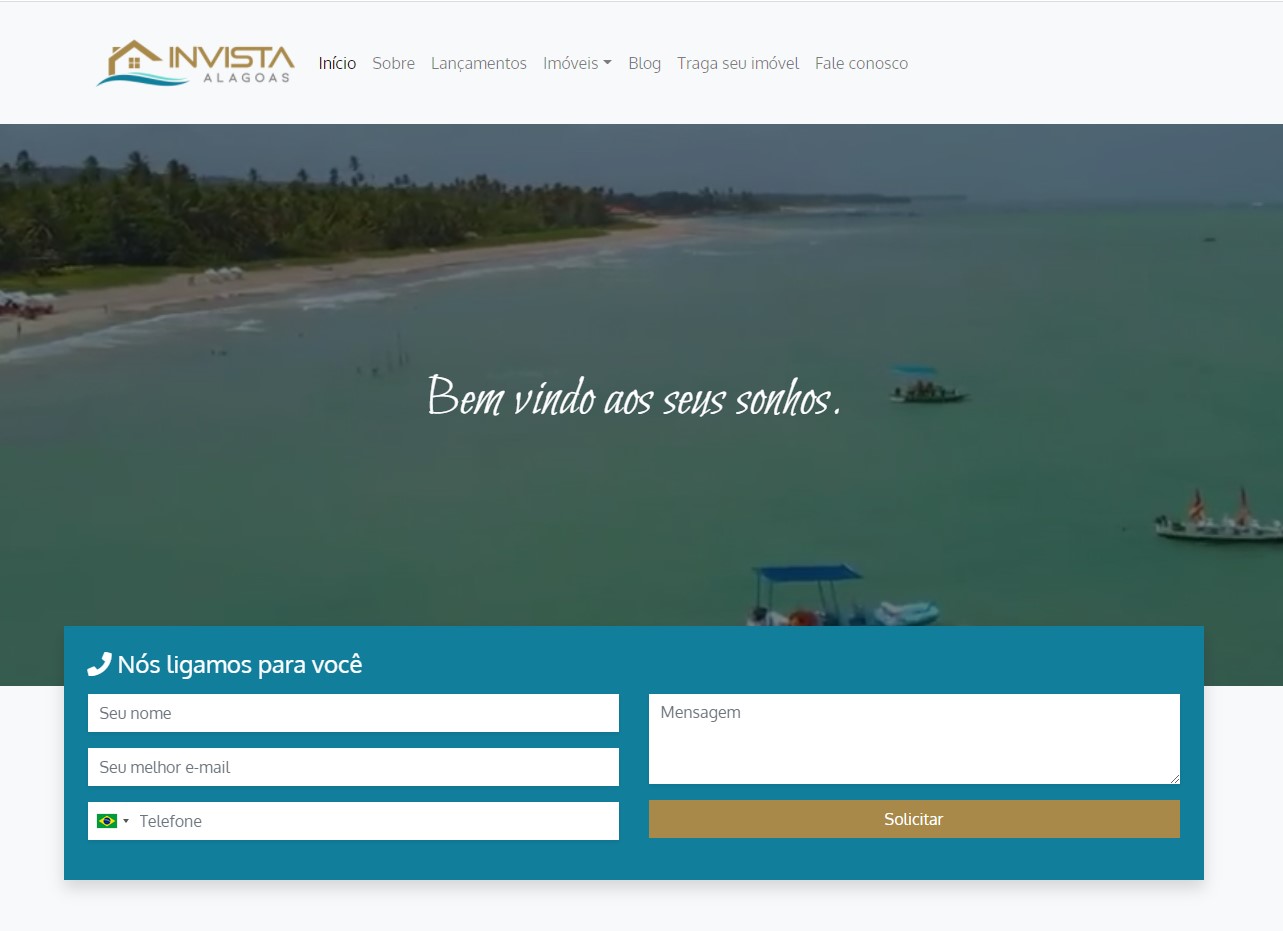 INVISTA
ALAGOAS
Início Sobre Lançamentos Imóveis Blog Traga seu imóvel Fale conosco
Bem vindo aos seus sonhos.
Nós ligamos para você
Seu nome
Seu melhor e-mail
Telefone
Mensagem
Solicitar